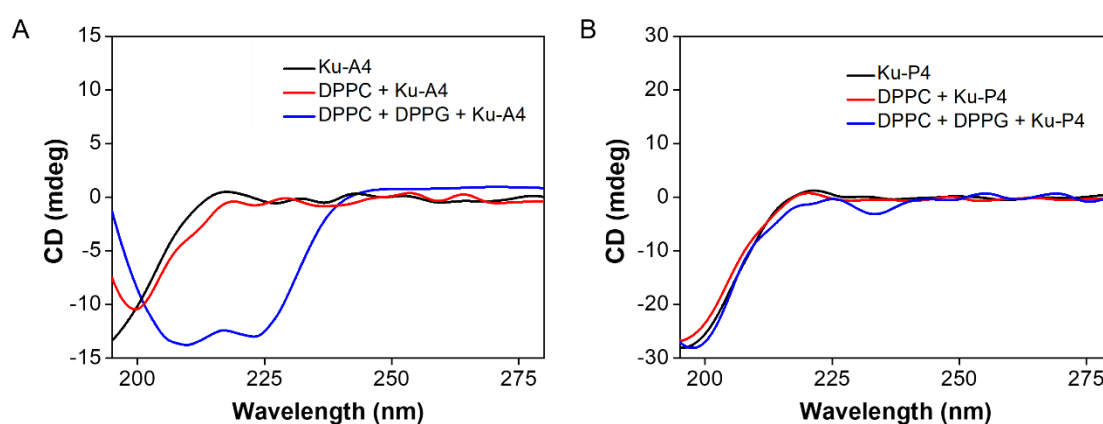 A
B
15
10
5
0
-5
-10
-15
CD (mdeg)
Ku-A4
DPPC + Ku-A4
DPPC + DPPG + Ku-A4
200 225 250 275
Wavelength (nm)
30
20
10
0
-10
-20
-30
CD (mdeg)
Ku-P4
DPPC + Ku-P4
DPPC + DPPG + Ku-P4
200 225 250 275
Wavelength (nm)